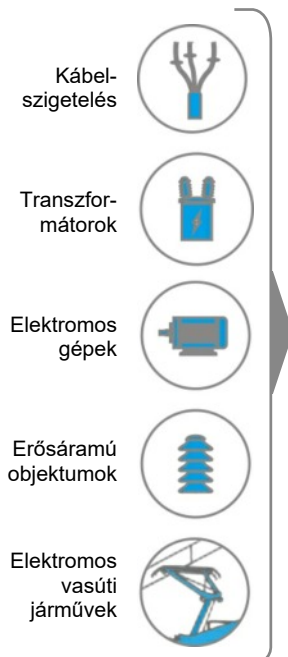 Kábel-
szigetelés
Transzfor-
mátorok
Elektromos
gépek
Erősáramú
objektumok
Elektromos
vasúti
járművek